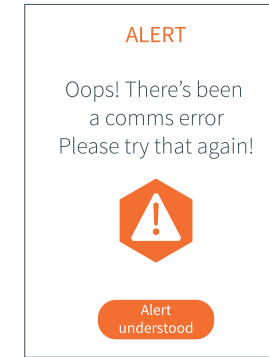 ALERT
Oops! There’s been
a comms error
Please try that again!
Alert
understood